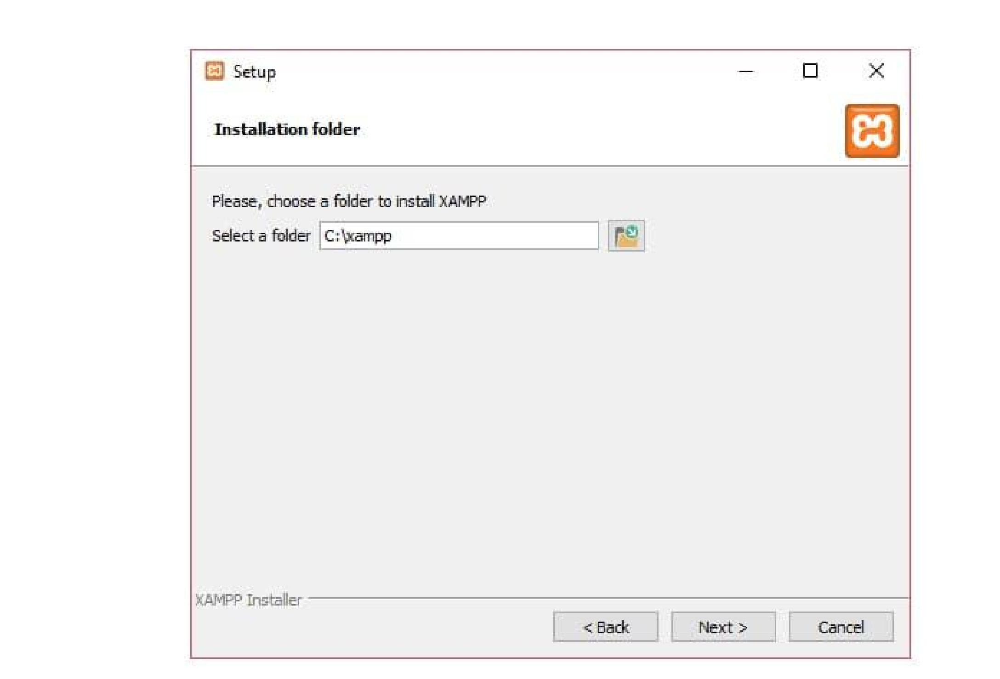 Setup
Installation folder
Please, choose a folder to install XAMPP
Select a folder C:\xampp
XAMPP Installer
< Back Next > Cancel